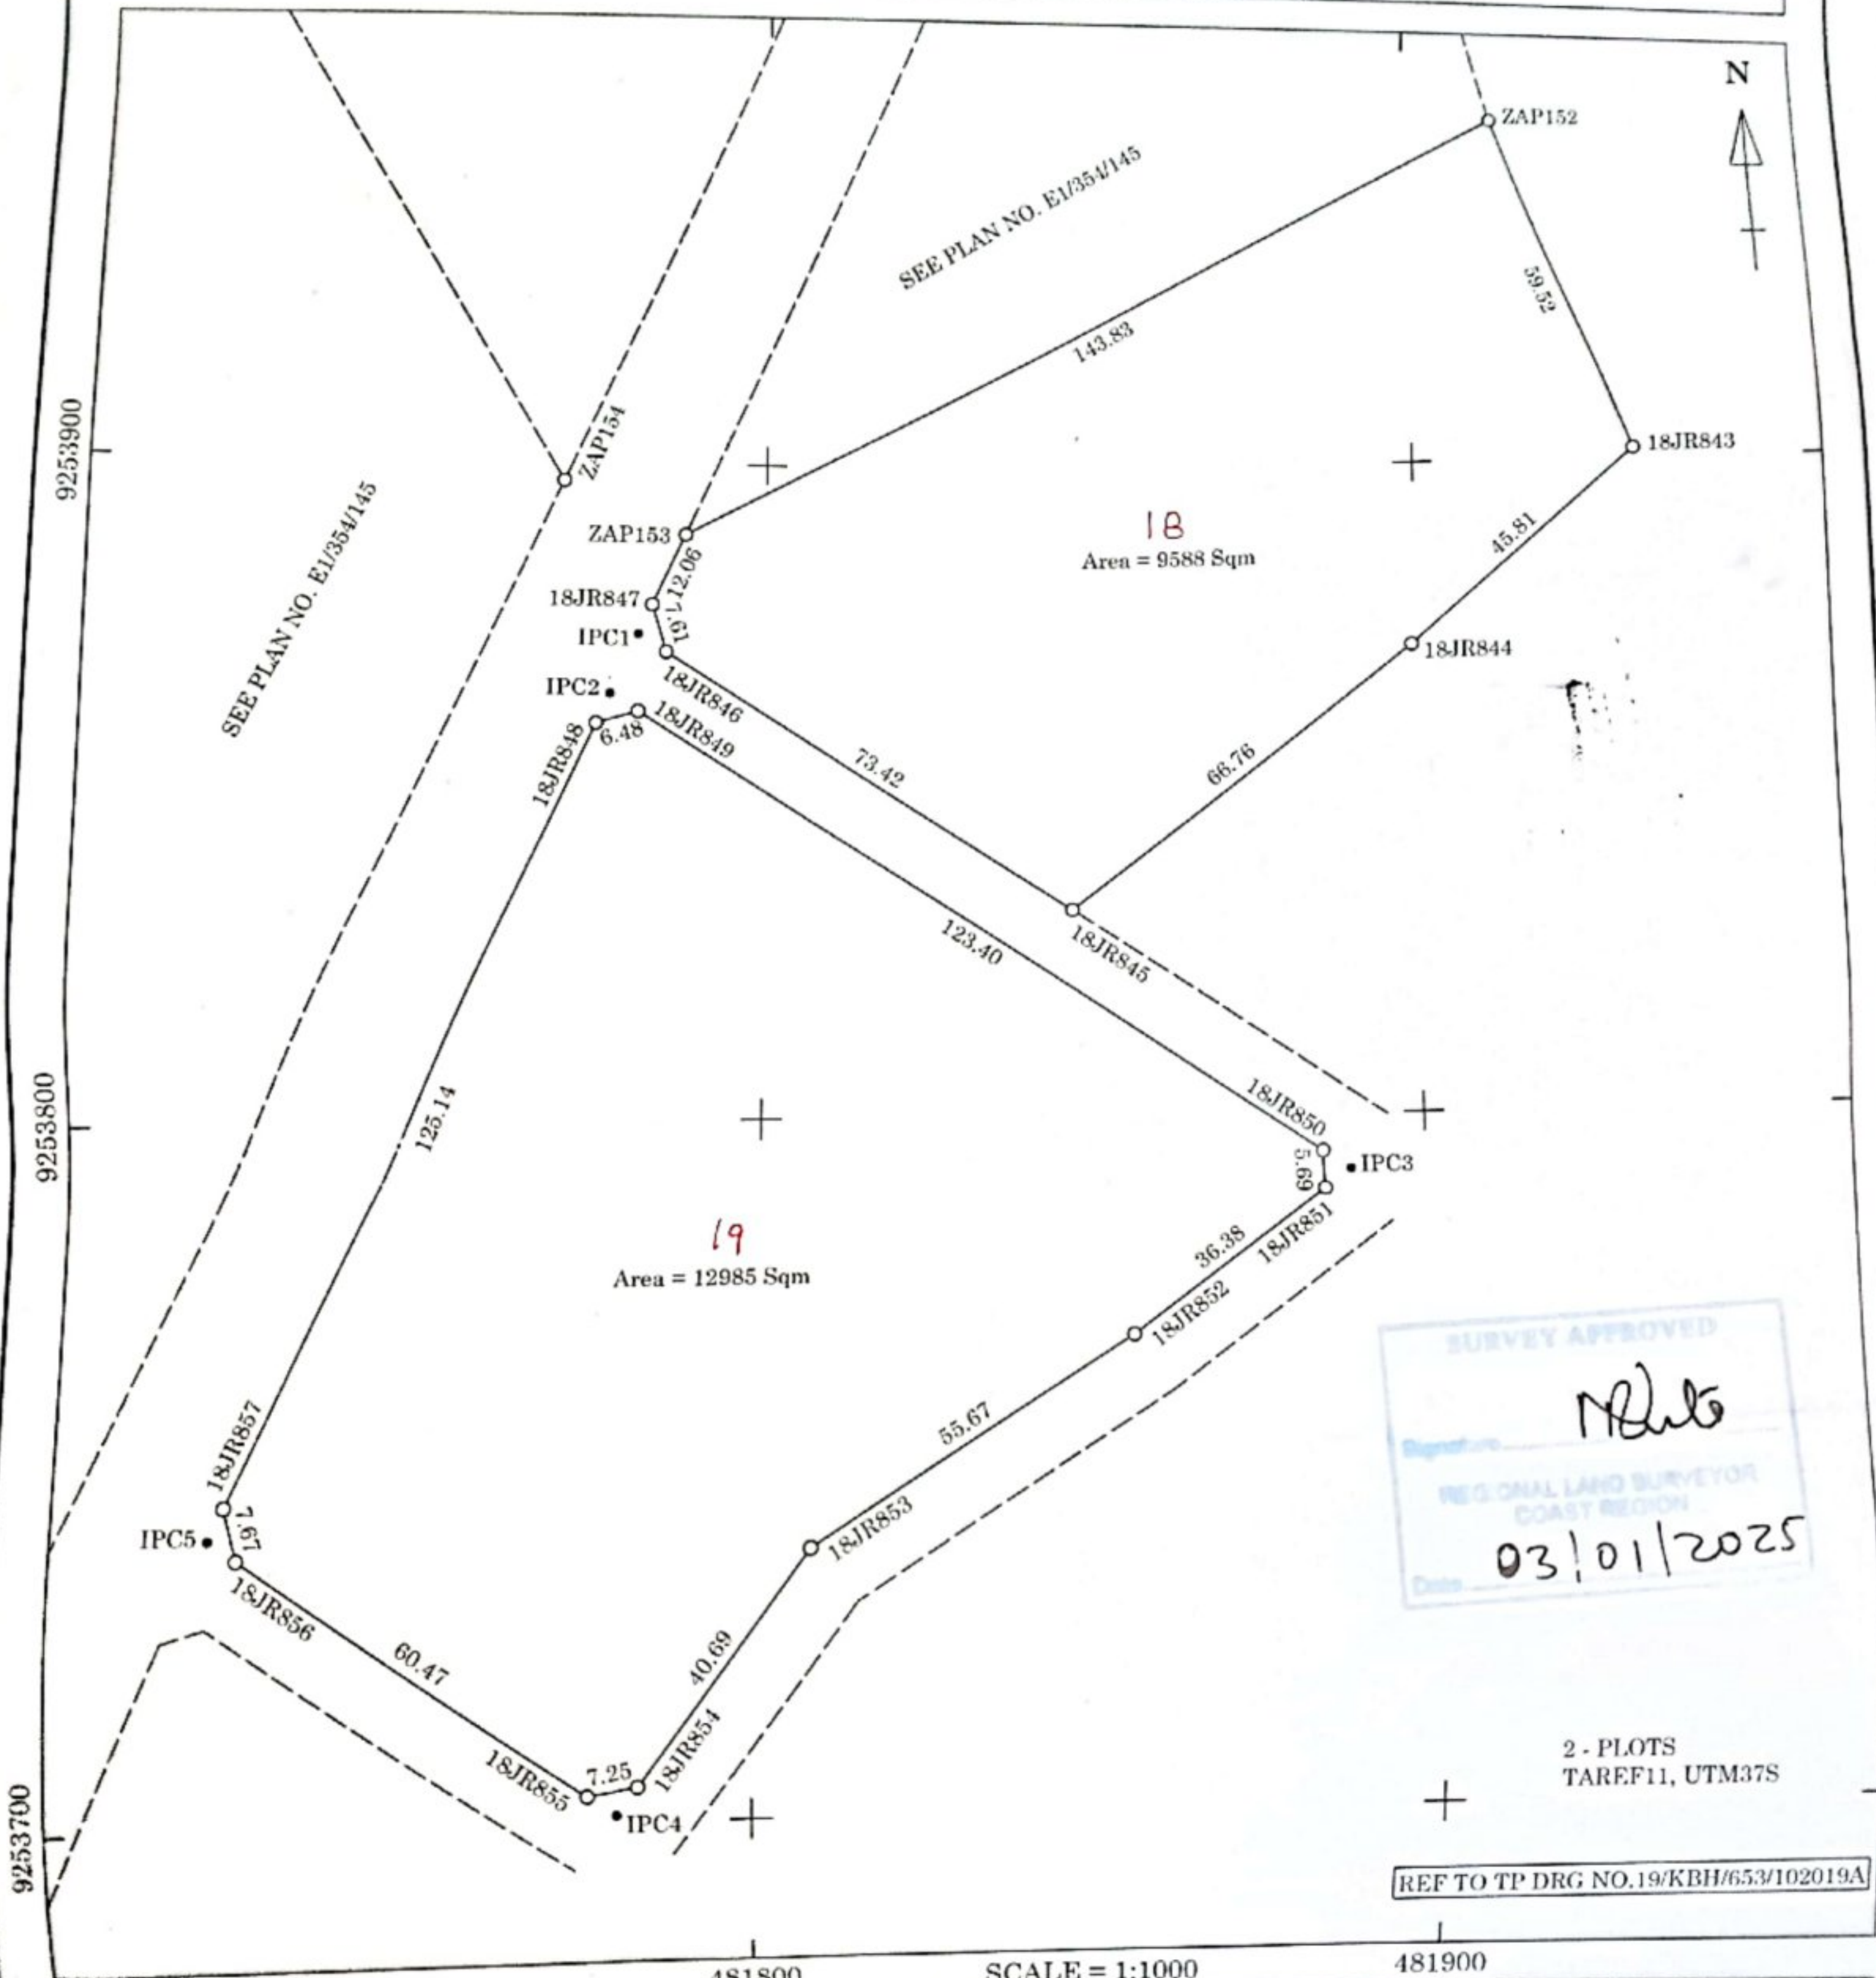 N
ZAP152
SEE PLAN NO. E1/354/145
59.52
143.83
9253900
ZAP154
18JR843
ZAP153
18
Area = 9588 Sqm
45.81
SEE PLAN NO. E1/354/145
12.06
18JR847
7.61
IPC1
18JR844
18JR846
IPC2
18JR849
6.48
18JR848
73.42
66.76
123.40
18JR845
9253800
125.14
18JR850
5.69
IPC3
18JR851
19
Area = 12985 Sqm
36.38
18JR852
SURVEY APPROVED
Signature
REGIONAL LAND SURVEYOR
COAST REGION
Date 03/01/2025
55.67
18JR857
7.67
IPC5
18JR853
18JR856
60.47
40.69
18JR854
18JR855
7.25
IPC4
2 - PLOTS
TAREF11, UTM37S
9253700
REF TO TP DRG NO.19/KBH/653/102019A
481800
SCALE = 1:1000
481900